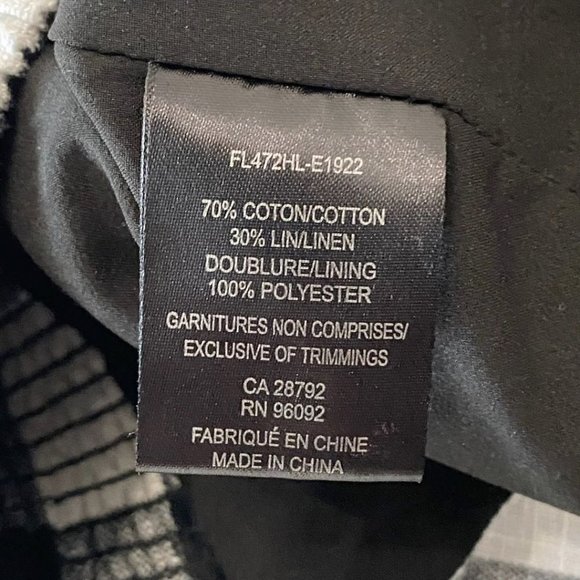 FL472HL-E1922
70% COTON/COTTON
30% LIN/LINEN
DOUBLURE/LINING
100% POLYESTER
GARNITURES NON COMPRISES/
EXCLUSIVE OF TRIMMINGS
CA 28792
RN 96092
FABRIQUÉ EN CHINE
MADE IN CHINA